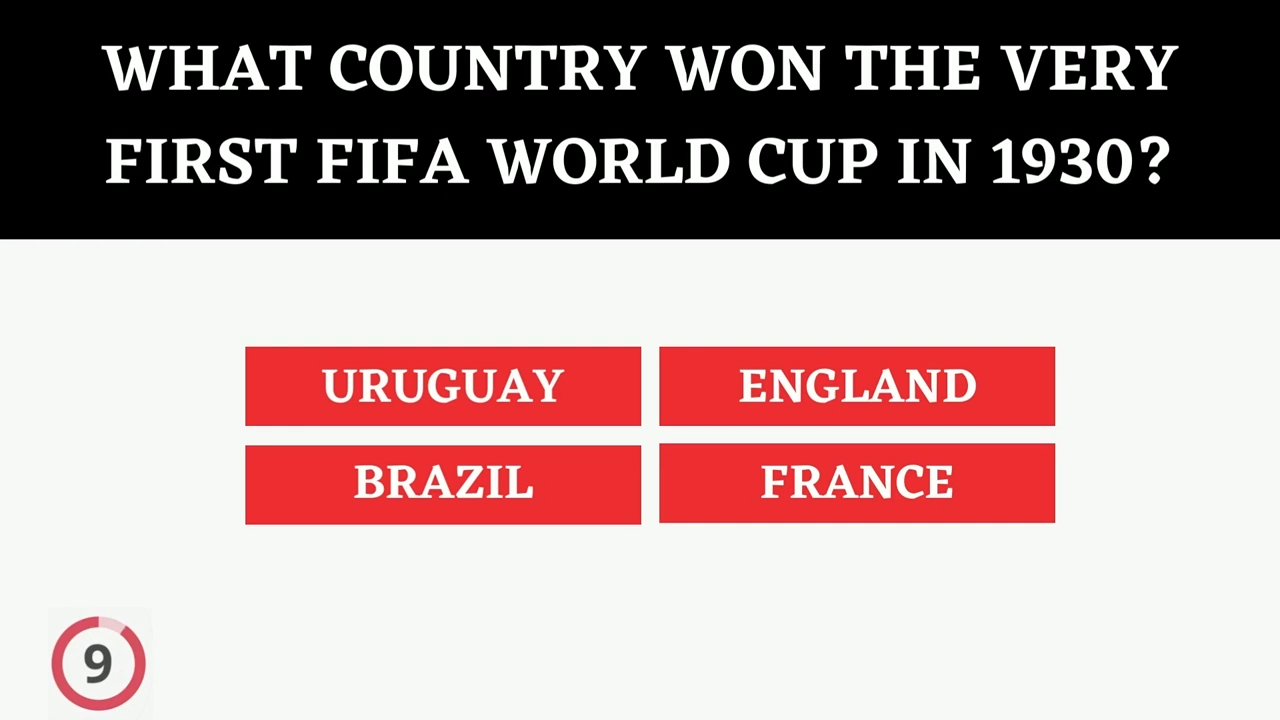 WHAT COUNTRY WON THE VERY
FIRST FIFA WORLD CUP IN 1930?
URUGUAY
ENGLAND
BRAZIL
FRANCE
9